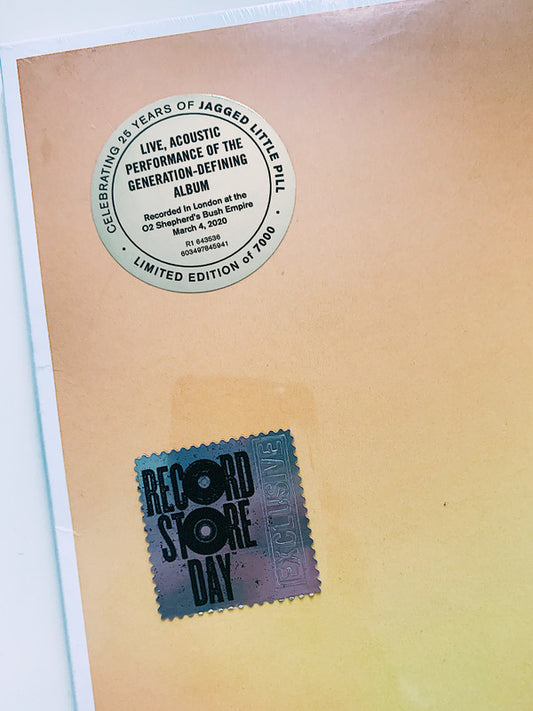 CELEBRATING 25 YEARS OF JAGGED LITTLE PILL
LIVE, ACOUSTIC
PERFORMANCE OF THE
GENERATION-DEFINING
ALBUM
Recorded in London at the
O2 Shepherd's Bush Empire
March 4, 2020
R1 643536
603497845941
• LIMITED EDITION of 7000 •
RECORD
STORE
DAY
EXCLUSIVE